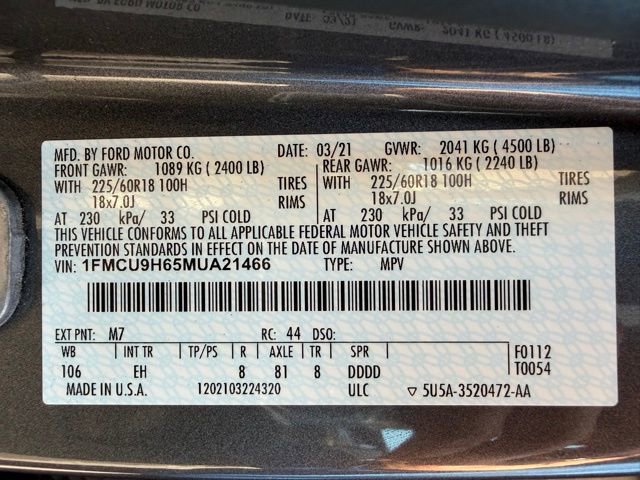 MFD. BY FORD MOTOR CO. DATE: 03/21 GVWR: 2041 KG (4500 LB)
FRONT GAWR: 1089 KG (2400 LB) REAR GAWR: 1016 KG (2240 LB)
WITH 225/60R18 100H TIRES WITH 225/60R18 100H TIRES
18x7.0J RIMS 18x7.0J RIMS
AT 230 kPa/ 33 PSI COLD AT 230 kPa/ 33 PSI COLD
THIS VEHICLE CONFORMS TO ALL APPLICABLE FEDERAL MOTOR VEHICLE SAFETY AND THEFT
PREVENTION STANDARDS IN EFFECT ON THE DATE OF MANUFACTURE SHOWN ABOVE.
VIN: 1FMCU9H65MUA21466 TYPE: MPV
EXT PNT: M7 RC: 44 DSO:
WB INT TR TP/PS R AXLE TR SPR F0112
106 EH 8 81 8 DDDD T0054
MADE IN U.S.A. 1202103224320 ULC ▽ 5U5A-3520472-AA